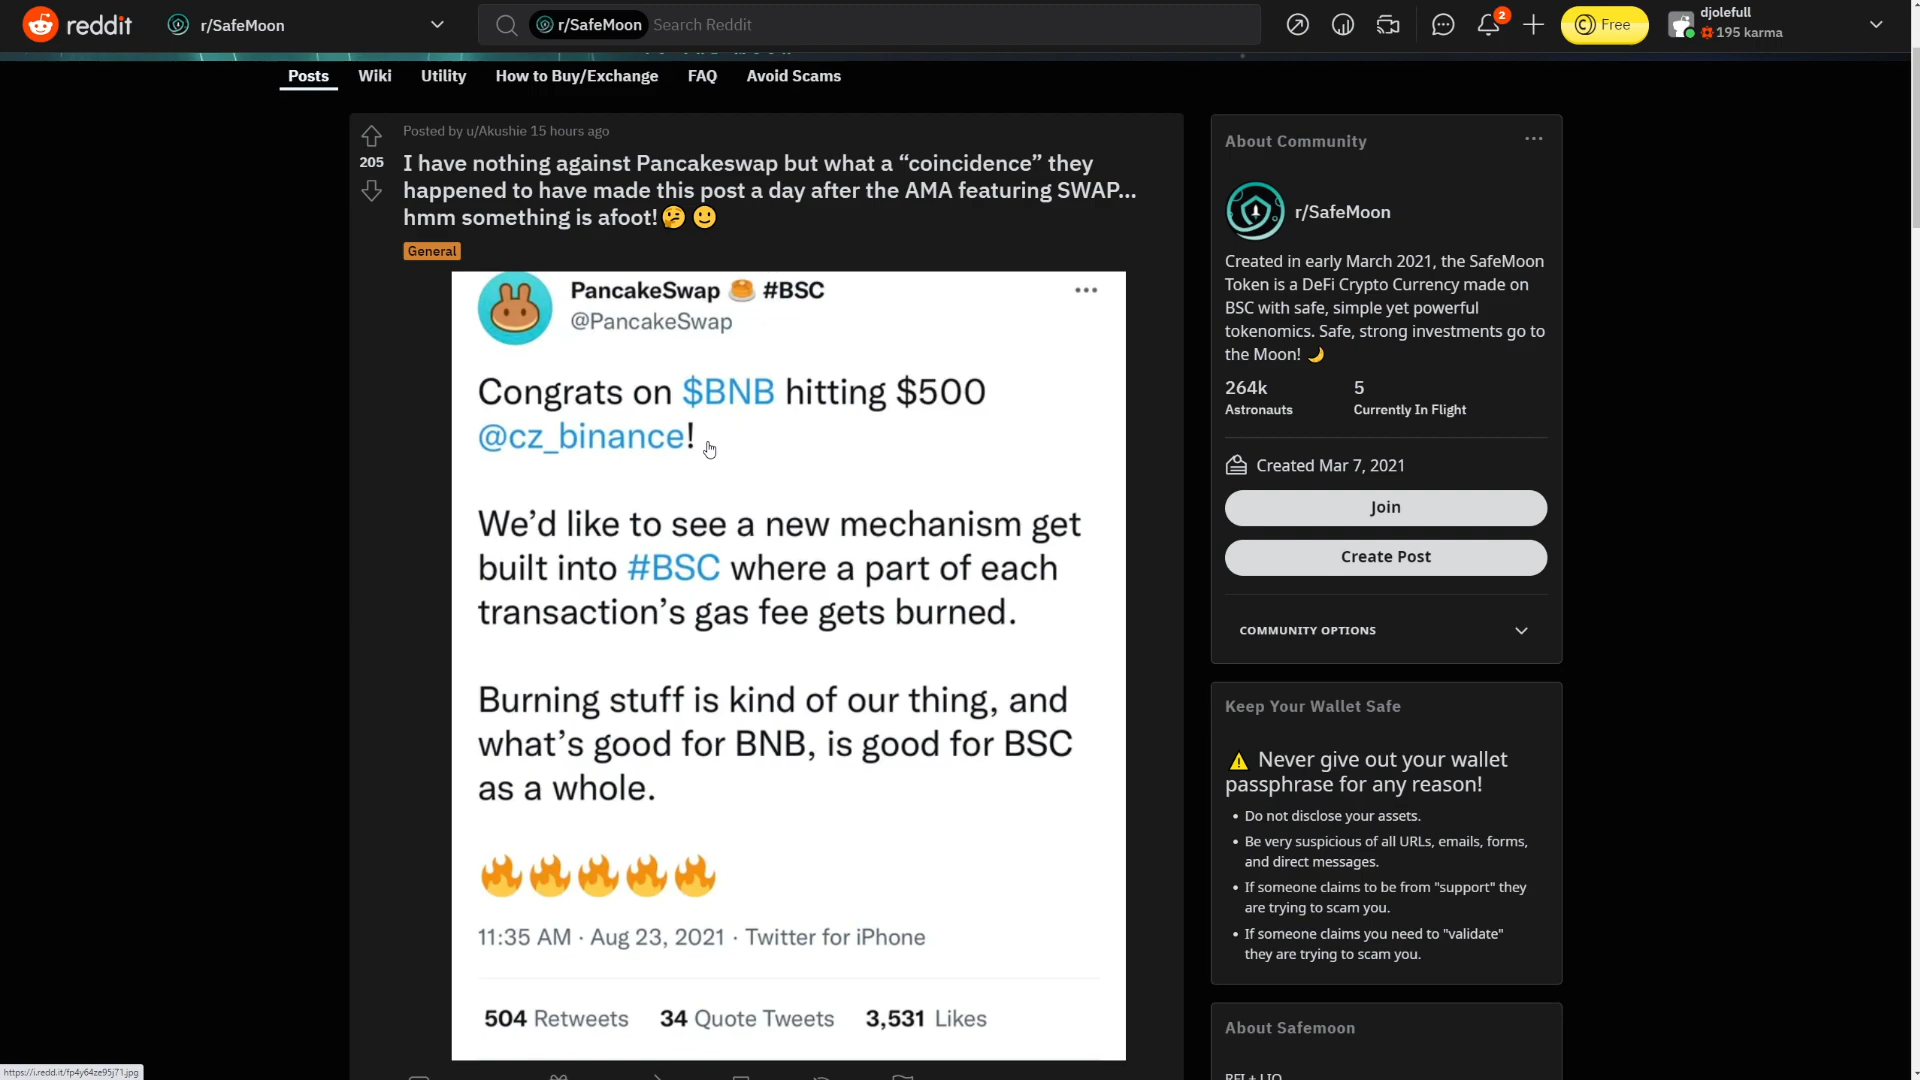 reddit
r/SafeMoon
r/SafeMoon Search Reddit
2
Free
djolefull
195 karma
Posts Wiki Utility How to Buy/Exchange FAQ Avoid Scams
Posted by u/Akushie 15 hours ago
205
I have nothing against Pancakeswap but what a “coincidence” they
happened to have made this post a day after the AMA featuring SWAP...
hmm something is afoot!🤔 🙂
General
PancakeSwap 🥞 #BSC
@PancakeSwap
Congrats on $BNB hitting $500
@cz_binance!
We’d like to see a new mechanism get
built into #BSC where a part of each
transaction’s gas fee gets burned.
Burning stuff is kind of our thing, and
what’s good for BNB, is good for BSC
as a whole.
🔥🔥🔥🔥🔥
11:35 AM · Aug 23, 2021 · Twitter for iPhone
504 Retweets 34 Quote Tweets 3,531 Likes
About Community
r/SafeMoon
Created in early March 2021, the SafeMoon
Token is a DeFi Crypto Currency made on
BSC with safe, simple yet powerful
tokenomics. Safe, strong investments go to
the Moon! 🌙
264k 5
Astronauts Currently In Flight
Created Mar 7, 2021
Join
Create Post
COMMUNITY OPTIONS
Keep Your Wallet Safe
⚠️ Never give out your wallet
passphrase for any reason!
• Do not disclose your assets.
• Be very suspicious of all URLs, emails, forms,
and direct messages.
• If someone claims to be from "support" they
are trying to scam you.
• If someone claims you need to "validate"
they are trying to scam you.
About Safemoon
https://i.redd.it/fp4y64ze95j71.jpg